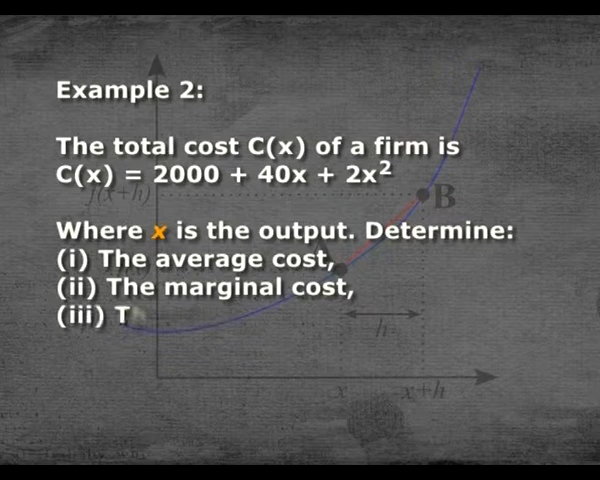 Example 2:
The total cost C(x) of a firm is
C(x) = 2000 + 40x + 2x²
f(x+h)
B
Where x is the output. Determine:
(i) The average cost,
(ii) The marginal cost,
(iii) T
h
x
x+h